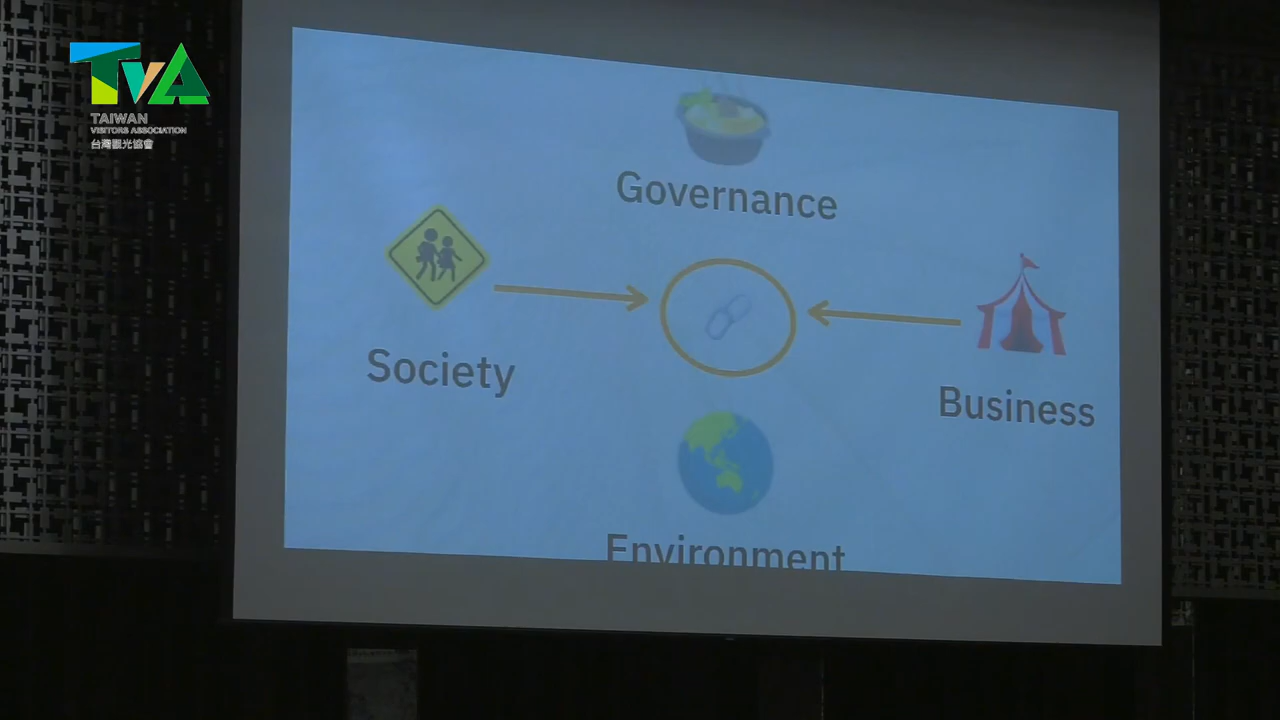 TVA
TAIWAN
VISITORS ASSOCIATION
台灣觀光協會
Governance
Society
Business
Environment